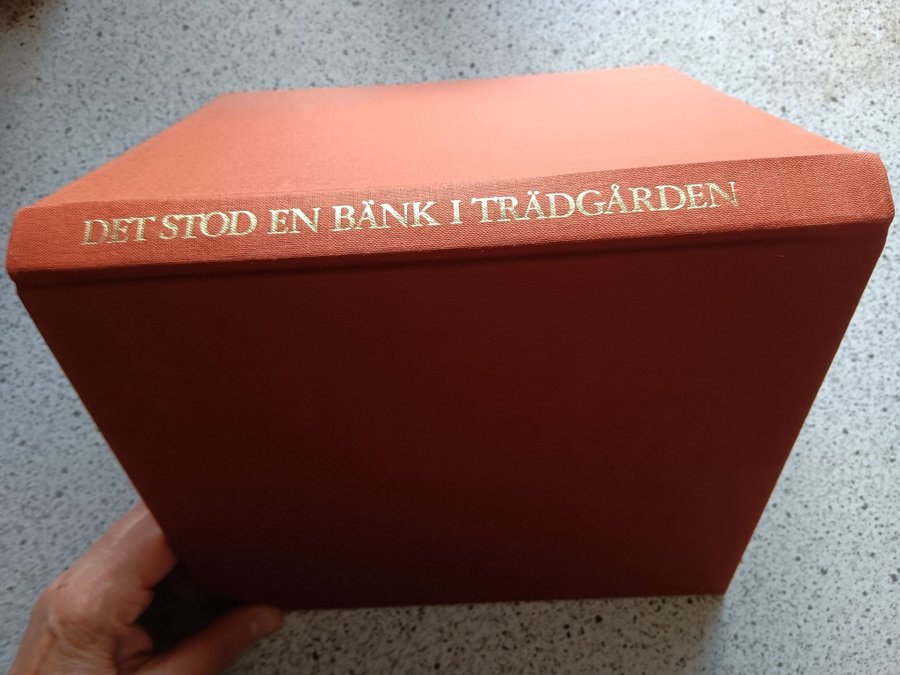 DET STOD EN BÄNK I TRÄDGÅRDEN